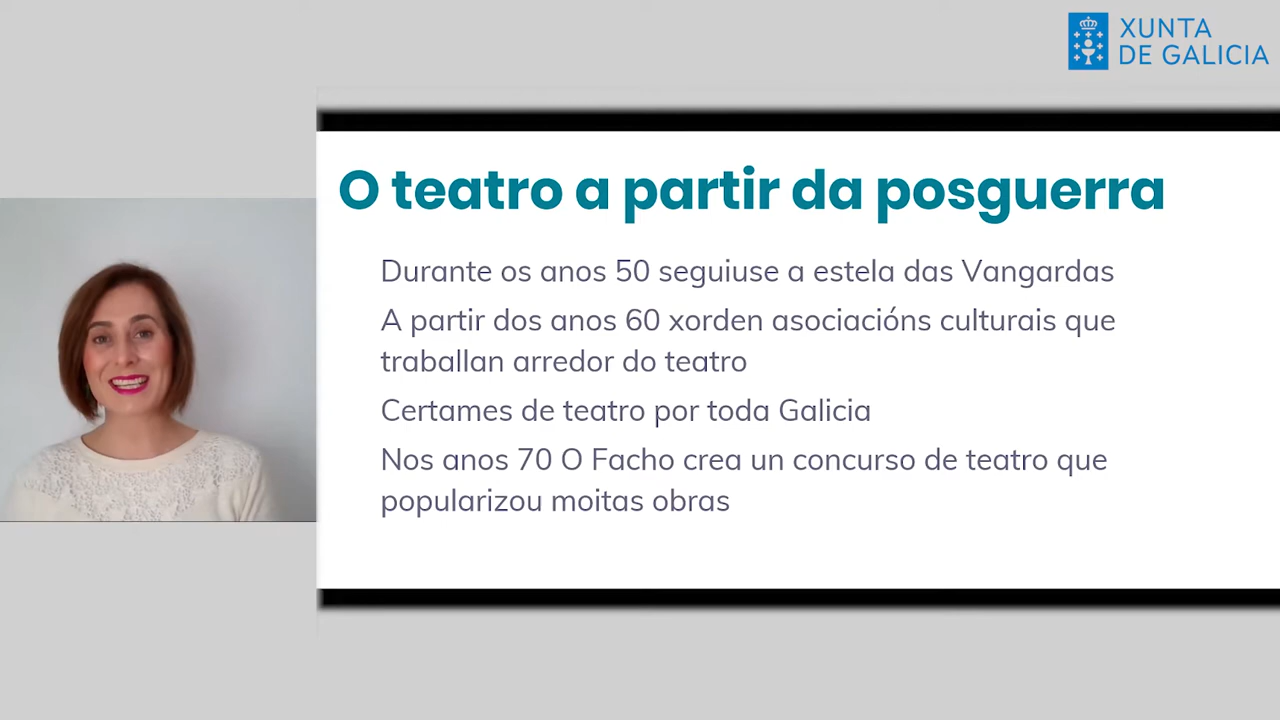 XUNTA
DE GALICIA
O teatro a partir da posguerra
Durante os anos 50 seguiuse a estela das Vangardas
A partir dos anos 60 xorden asociacións culturais que
traballan arredor do teatro
Certames de teatro por toda Galicia
Nos anos 70 O Facho crea un concurso de teatro que
popularizou moitas obras